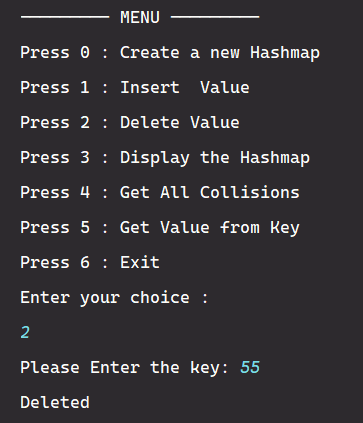 ————————— MENU —————————
Press 0 : Create a new Hashmap
Press 1 : Insert  Value
Press 2 : Delete Value
Press 3 : Display the Hashmap
Press 4 : Get All Collisions
Press 5 : Get Value from Key
Press 6 : Exit
Enter your choice :
2
Please Enter the key: 55
Deleted